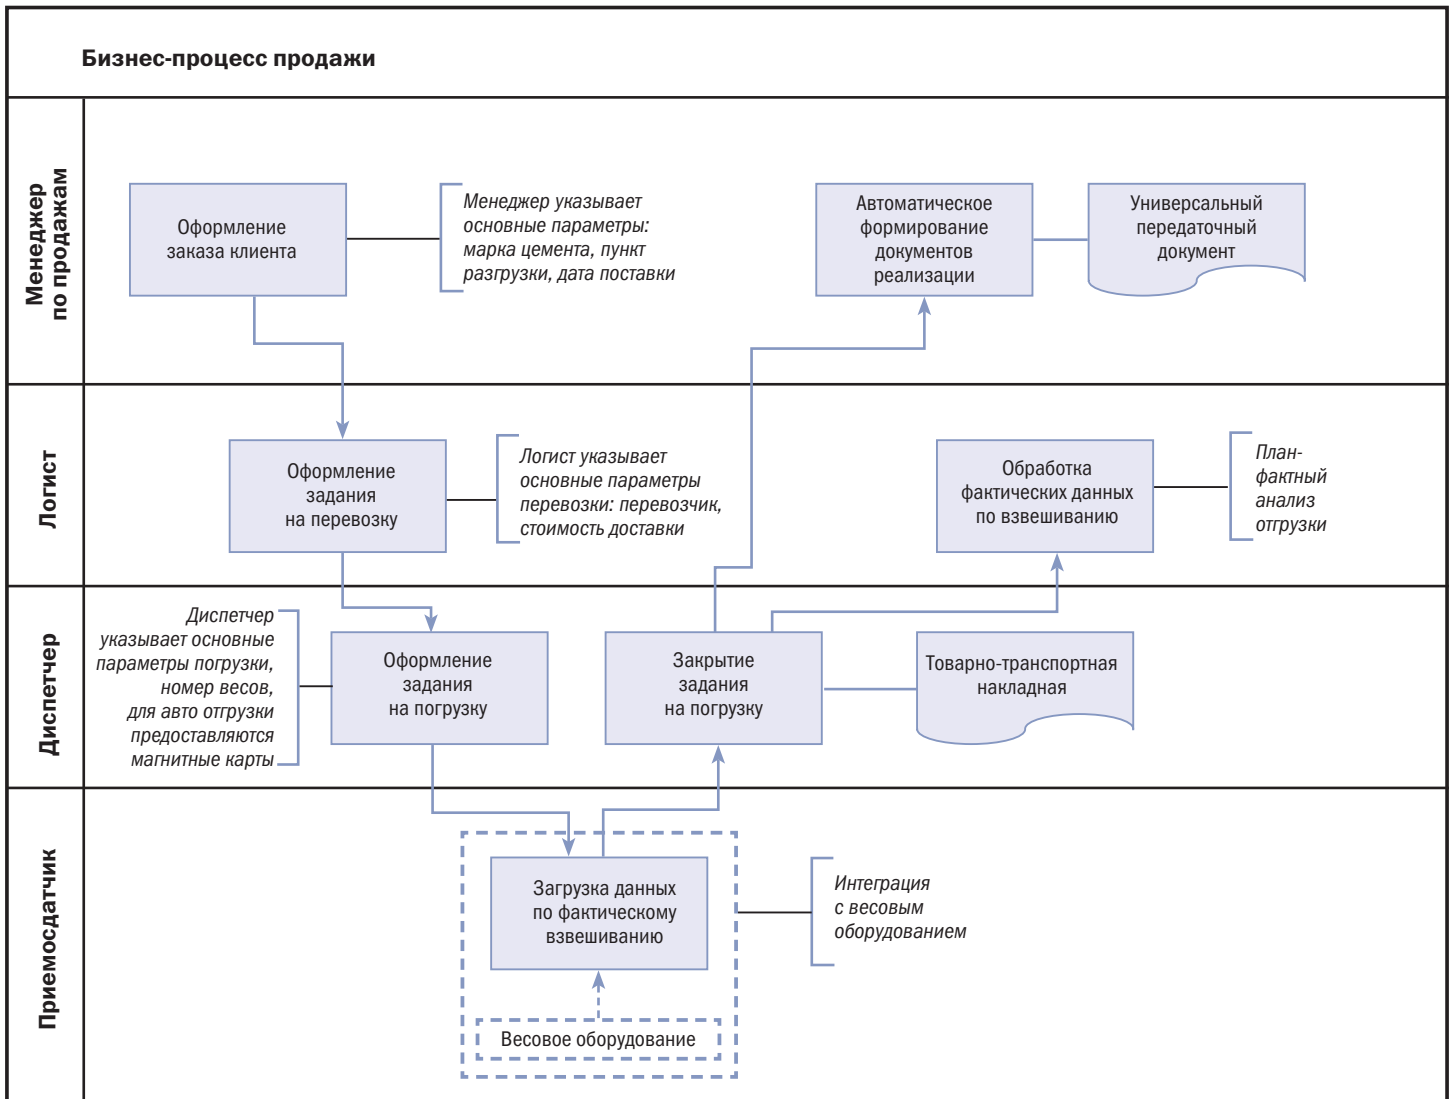 Бизнес-процесс продажи
Менеджер
по продажам
Оформление
заказа клиента
Менеджер указывает
основные параметры:
марка цемента, пункт
разгрузки, дата поставки
Автоматическое
формирование
документов
реализации
Универсальный
передаточный
документ
Логист
Оформление
задания
на перевозку
Логист указывает
основные параметры
перевозки: перевозчик,
стоимость доставки
Обработка
фактических данных
по взвешиванию
План-
фактный
анализ
отгрузки
Диспетчер
Диспетчер
указывает основные
параметры погрузки,
номер весов,
для авто отгрузки
предоставляются
магнитные карты
Оформление
задания
на погрузку
Закрытие
задания
на погрузку
Товарно-транспортная
накладная
Приемосдатчик
Загрузка данных
по фактическому
взвешиванию
Весовое оборудование
Интеграция
с весовым
оборудованием